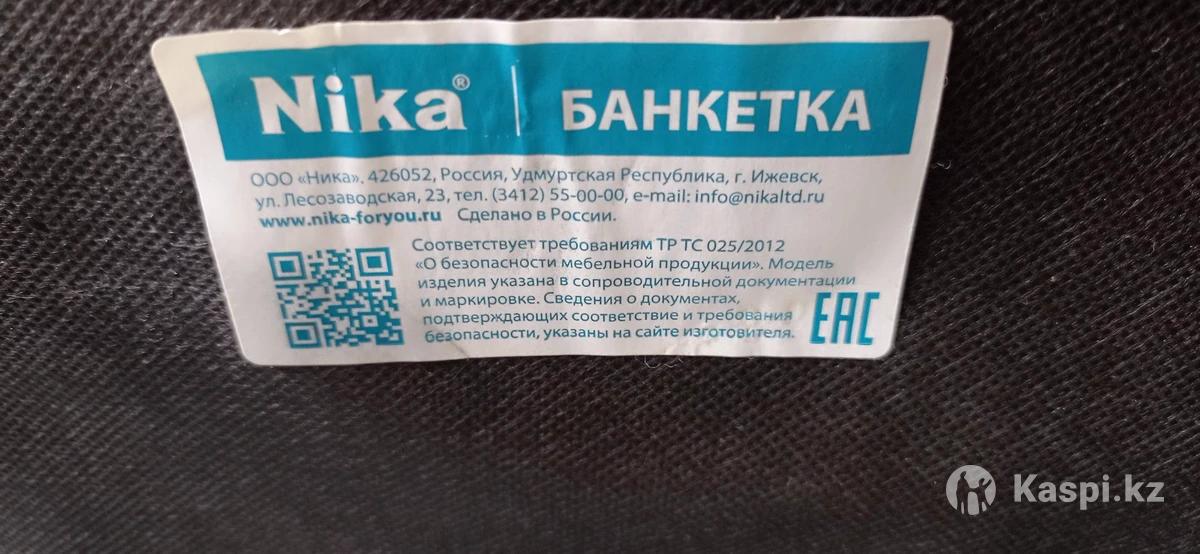 Nika® | БАНКЕТКА
ООО «Ника». 426052, Россия, Удмуртская Республика, г. Ижевск,
ул. Лесозаводская, 23, тел. (3412) 55-00-00, e-mail: info@nikaltd.ru
www.nika-foryou.ru Сделано в России.
Соответствует требованиям ТР ТС 025/2012
«О безопасности мебельной продукции». Модель
изделия указана в сопроводительной документации
и маркировке. Сведения о документах,
подтверждающих соответствие и требования
безопасности, указаны на сайте изготовителя.
EAC
Kaspi.kz